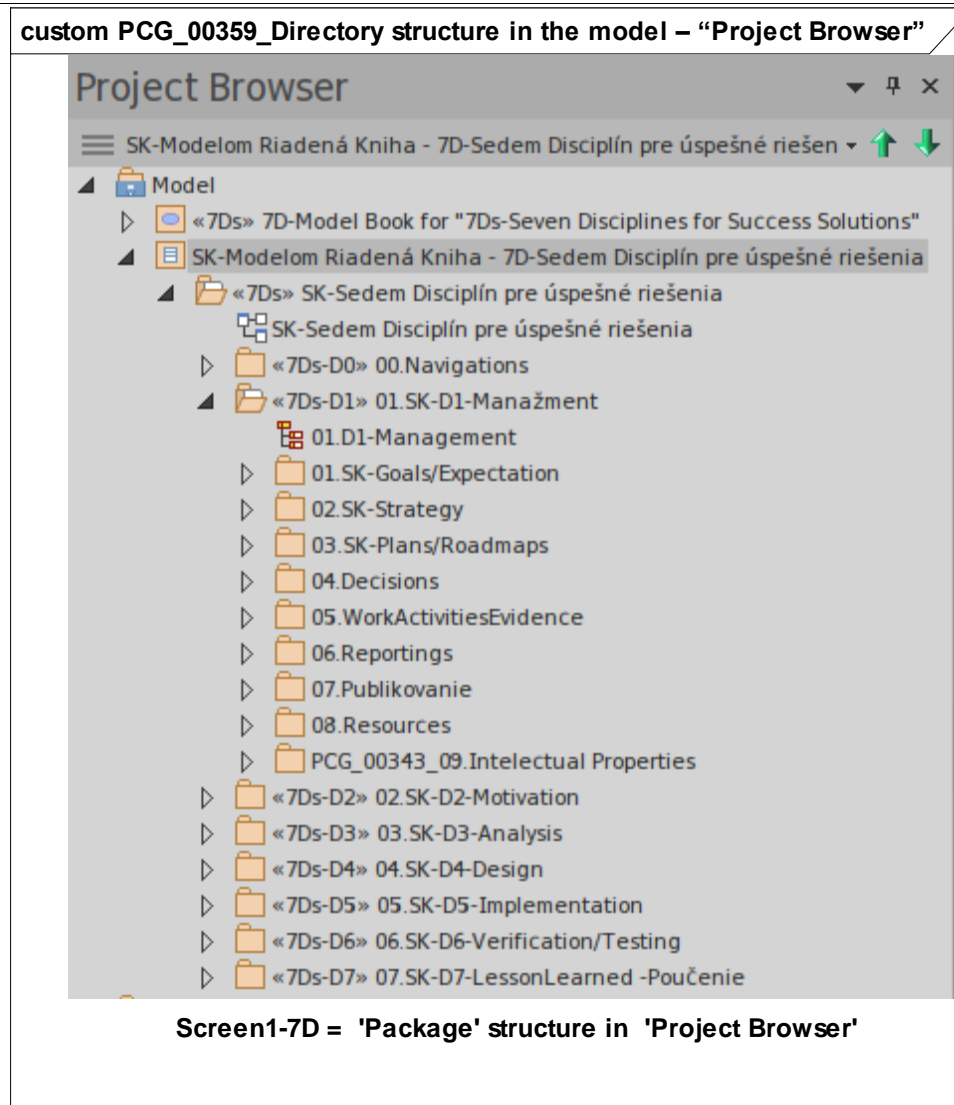 custom PCG_00359_Directory structure in the model – “Project Browser”
Project Browser
SK-Modelom Riadená Kniha - 7D-Sedem Disciplín pre úspešné riešen
Model
«7Ds» 7D-Model Book for "7Ds-Seven Disciplines for Success Solutions"
SK-Modelom Riadená Kniha - 7D-Sedem Disciplín pre úspešné riešenia
«7Ds» SK-Sedem Disciplín pre úspešné riešenia
SK-Sedem Disciplín pre úspešné riešenia
«7Ds-D0» 00.Navigations
«7Ds-D1» 01.SK-D1-Manažment
01.D1-Management
01.SK-Goals/Expectation
02.SK-Strategy
03.SK-Plans/Roadmaps
04.Decisions
05.WorkActivitiesEvidence
06.Reportings
07.Publikovanie
08.Resources
PCG_00343_09.Intelectual Properties
«7Ds-D2» 02.SK-D2-Motivation
«7Ds-D3» 03.SK-D3-Analysis
«7Ds-D4» 04.SK-D4-Design
«7Ds-D5» 05.SK-D5-Implementation
«7Ds-D6» 06.SK-D6-Verification/Testing
«7Ds-D7» 07.SK-D7-LessonLearned -PouČenie
Screen1-7D = 'Package' structure in 'Project Browser'